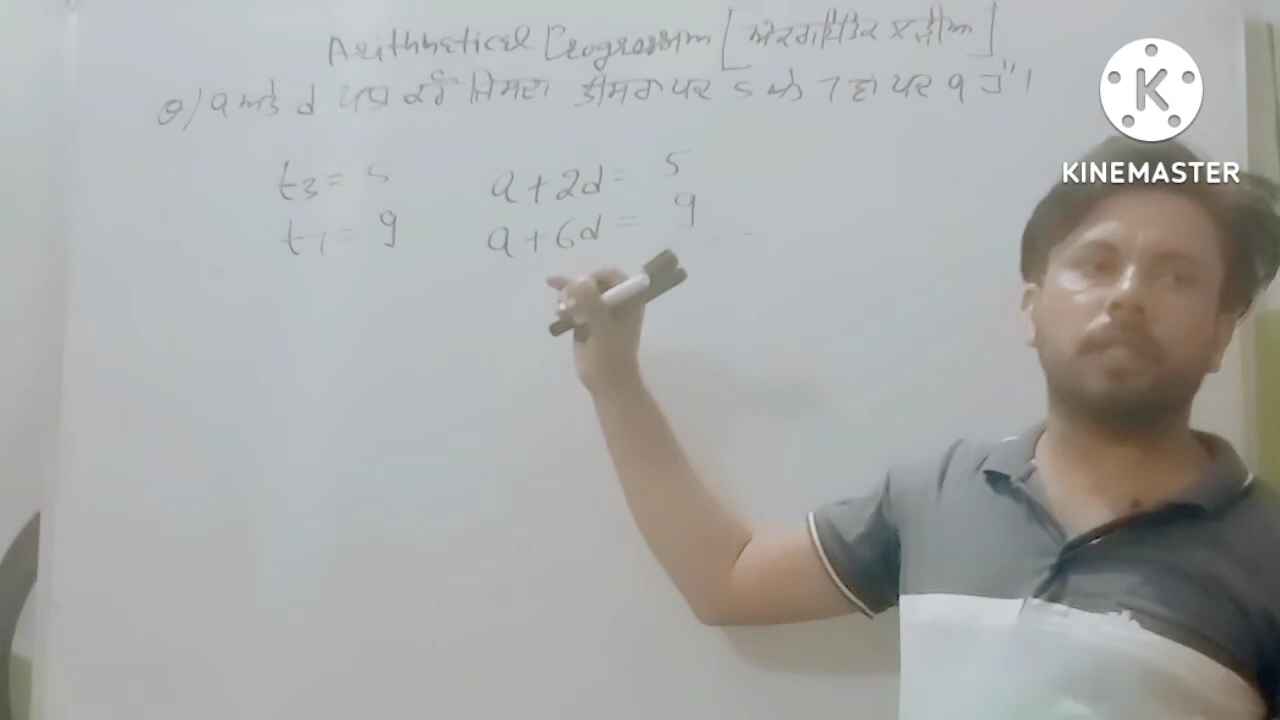 Arithmetical Progression [ਅੰਕਗਣਿਤਿਕ ਲੜੀਆਂ]
Q) a ਅਤੇ d ਪਤਾ ਕਰੋ ਜਿਸਦਾ ਤੀਸਰਾ ਪਦ 5 ਅਤੇ 7ਵਾਂ ਪਦ 9 ਹੈ।
t3 = 5 a + 2d = 5
t7 = 9 a + 6d = 9
K
KINEMASTER